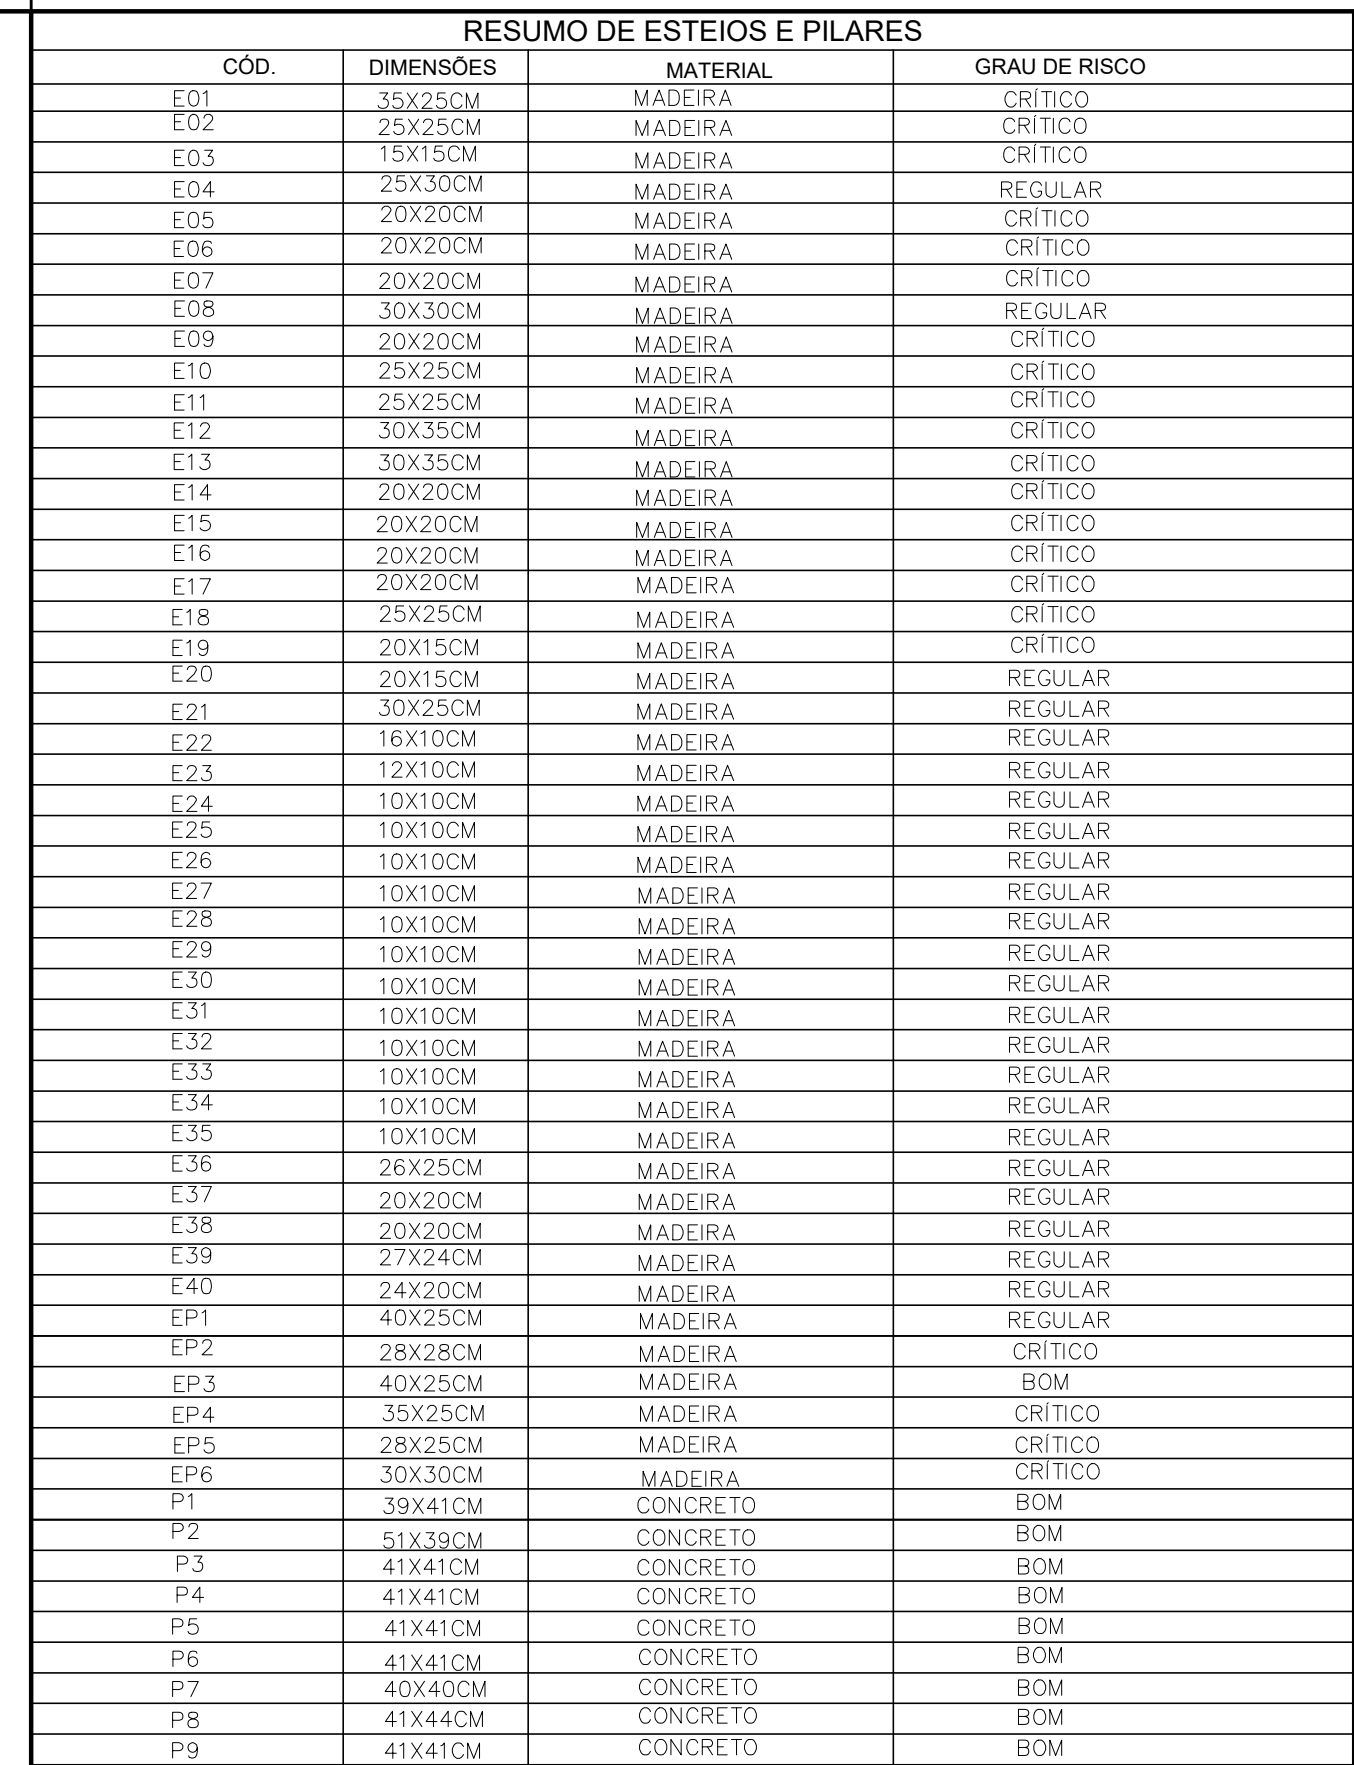 RESUMO DE ESTEIOS E PILARES
CÓD. DIMENSÕES MATERIAL GRAU DE RISCO
E01 35X25CM MADEIRA CRÍTICO
E02 25X25CM MADEIRA CRÍTICO
E03 15X15CM MADEIRA CRÍTICO
E04 25X30CM MADEIRA REGULAR
E05 20X20CM MADEIRA CRÍTICO
E06 20X20CM MADEIRA CRÍTICO
E07 20X20CM MADEIRA CRÍTICO
E08 30X30CM MADEIRA REGULAR
E09 20X20CM MADEIRA CRÍTICO
E10 25X25CM MADEIRA CRÍTICO
E11 25X25CM MADEIRA CRÍTICO
E12 30X35CM MADEIRA CRÍTICO
E13 30X35CM MADEIRA CRÍTICO
E14 20X20CM MADEIRA CRÍTICO
E15 20X20CM MADEIRA CRÍTICO
E16 20X20CM MADEIRA CRÍTICO
E17 20X20CM MADEIRA CRÍTICO
E18 25X25CM MADEIRA CRÍTICO
E19 20X15CM MADEIRA CRÍTICO
E20 20X15CM MADEIRA REGULAR
E21 30X25CM MADEIRA REGULAR
E22 16X10CM MADEIRA REGULAR
E23 12X10CM MADEIRA REGULAR
E24 10X10CM MADEIRA REGULAR
E25 10X10CM MADEIRA REGULAR
E26 10X10CM MADEIRA REGULAR
E27 10X10CM MADEIRA REGULAR
E28 10X10CM MADEIRA REGULAR
E29 10X10CM MADEIRA REGULAR
E30 10X10CM MADEIRA REGULAR
E31 10X10CM MADEIRA REGULAR
E32 10X10CM MADEIRA REGULAR
E33 10X10CM MADEIRA REGULAR
E34 10X10CM MADEIRA REGULAR
E35 10X10CM MADEIRA REGULAR
E36 26X25CM MADEIRA REGULAR
E37 20X20CM MADEIRA REGULAR
E38 20X20CM MADEIRA REGULAR
E39 27X24CM MADEIRA REGULAR
E40 24X20CM MADEIRA REGULAR
EP1 40X25CM MADEIRA REGULAR
EP2 28X28CM MADEIRA CRÍTICO
EP3 40X25CM MADEIRA BOM
EP4 35X25CM MADEIRA CRÍTICO
EP5 28X25CM MADEIRA CRÍTICO
EP6 30X30CM MADEIRA CRÍTICO
P1 39X41CM CONCRETO BOM
P2 51X39CM CONCRETO BOM
P3 41X41CM CONCRETO BOM
P4 41X41CM CONCRETO BOM
P5 41X41CM CONCRETO BOM
P6 41X41CM CONCRETO BOM
P7 40X40CM CONCRETO BOM
P8 41X44CM CONCRETO BOM
P9 41X41CM CONCRETO BOM